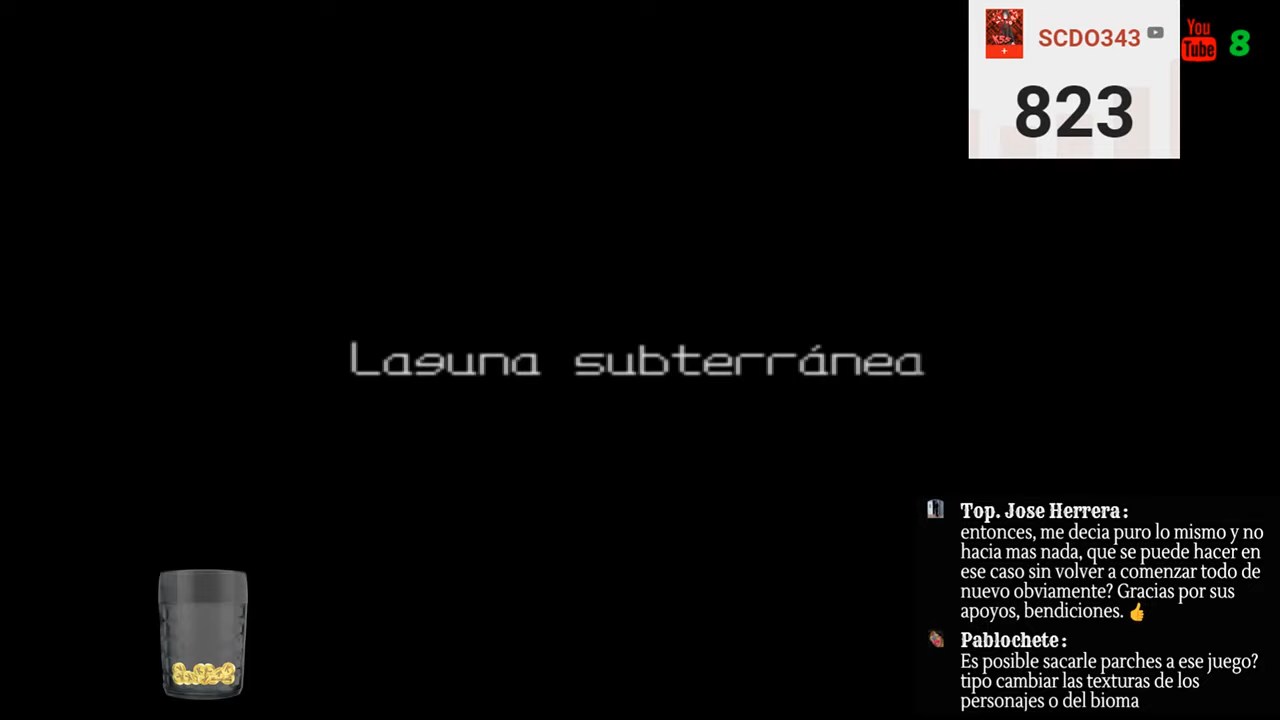 SCDO343
You
Tube
8
823
Laguna subterránea
Top. Jose Herrera:
entonces, me decia puro lo mismo y no
hacia mas nada, que se puede hacer en
ese caso sin volver a comenzar todo de
nuevo obviamente? Gracias por sus
apoyos, bendiciones. 👍
Pablochete:
Es posible sacarle parches a ese juego?
tipo cambiar las texturas de los
personajes o del bioma